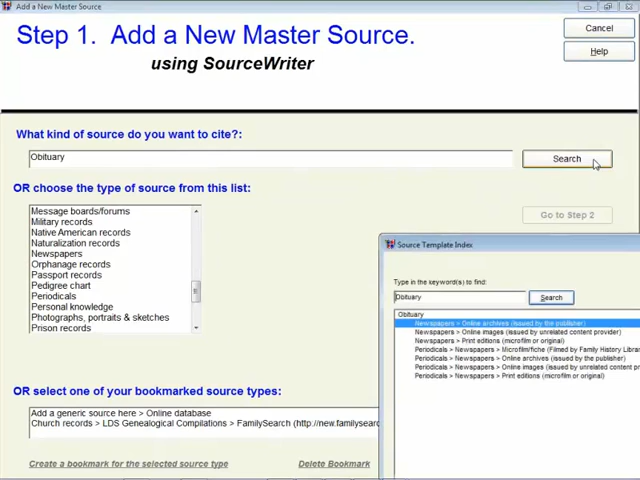 Add a New Master Source
Step 1.  Add a New Master Source.
using SourceWriter
Cancel
Help
What kind of source do you want to cite?:
Obituary
Search
OR choose the type of source from this list:
Message boards/forums
Military records
Native American records
Naturalization records
Newspapers
Orphanage records
Passport records
Pedigree chart
Periodicals
Personal knowledge
Photographs, portraits & sketches
Prison records
Go to Step 2
Source Template Index
Type in the keyword(s) to find:
Obituary
Search
Obituary
Newspapers > Online archives (issued by the publisher)
Newspapers > Online images (issued by unrelated content provider)
Newspapers > Print editions (microfilm or original)
Periodicals > Newspapers > Microfilm/fiche (Filmed by Family History Librar
Periodicals > Newspapers > Online archives (issued by the publisher)
Periodicals > Newspapers > Online images (issued by unrelated content pr
Periodicals > Newspapers > Print editions (microfilm or original)
OR select one of your bookmarked source types:
Add a generic source here > Online database
Church records > LDS Genealogical Compilations > FamilySearch (http://new.familysearc
Create a bookmark for the selected source type
Delete Bookmark